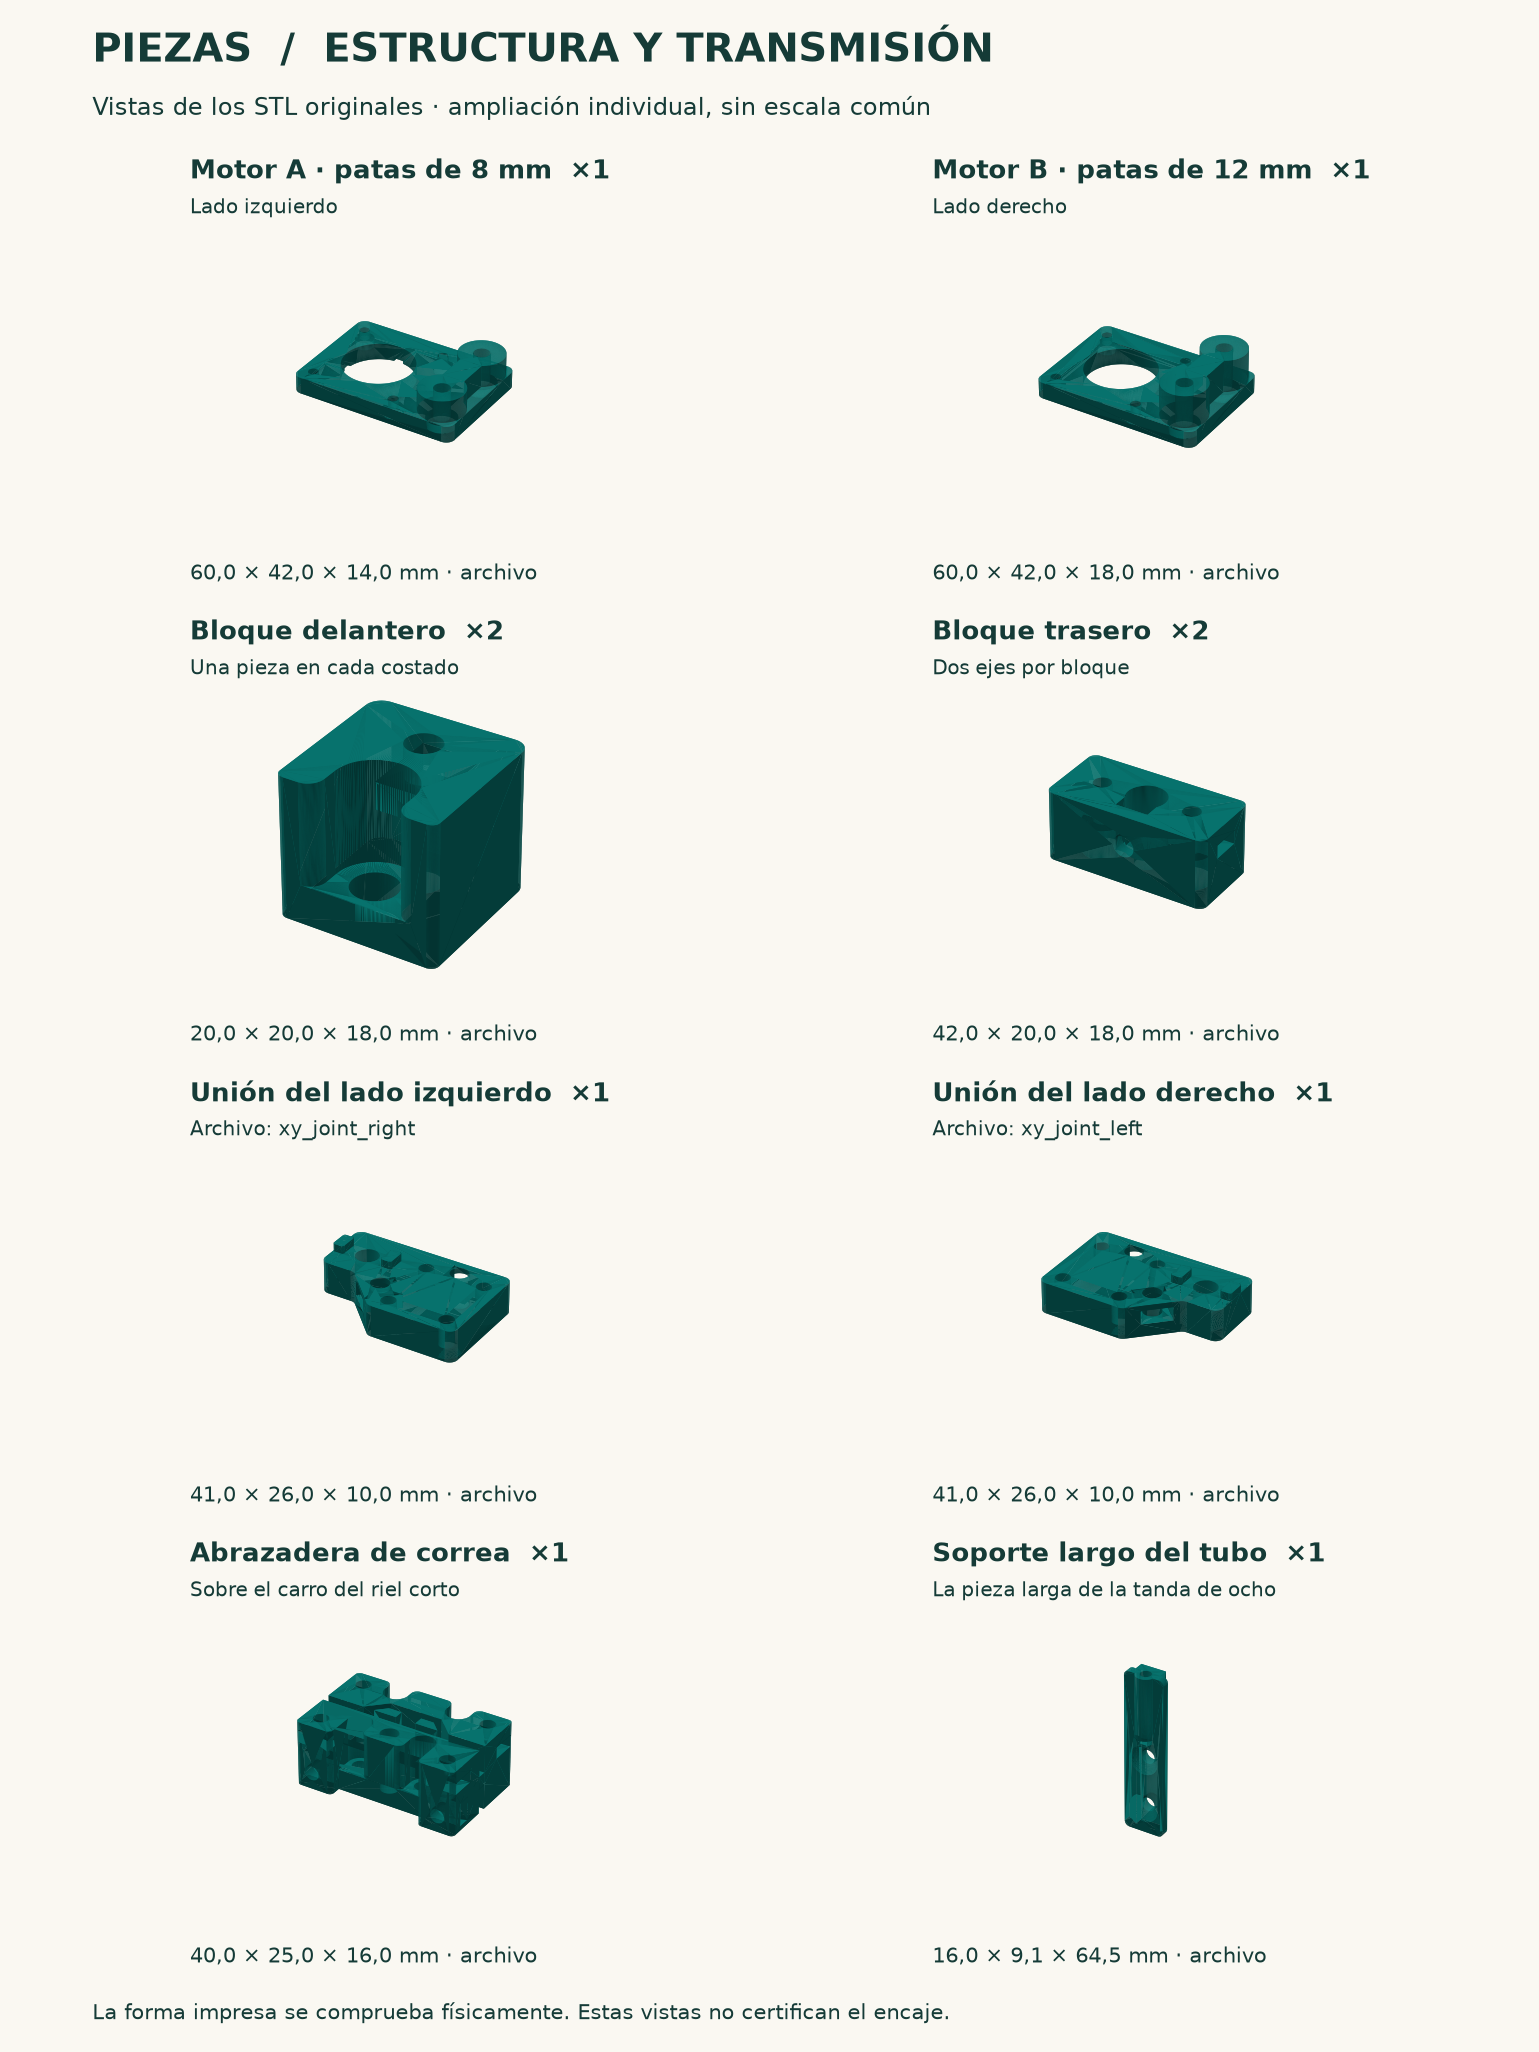 PIEZAS / ESTRUCTURA Y TRANSMISIÓN
Vistas de los STL originales · ampliación individual, sin escala común
Motor A · patas de 8 mm ×1
Lado izquierdo
60,0 × 42,0 × 14,0 mm · archivo
Motor B · patas de 12 mm ×1
Lado derecho
60,0 × 42,0 × 18,0 mm · archivo
Bloque delantero ×2
Una pieza en cada costado
20,0 × 20,0 × 18,0 mm · archivo
Bloque trasero ×2
Dos ejes por bloque
42,0 × 20,0 × 18,0 mm · archivo
Unión del lado izquierdo ×1
Archivo: xy_joint_right
41,0 × 26,0 × 10,0 mm · archivo
Unión del lado derecho ×1
Archivo: xy_joint_left
41,0 × 26,0 × 10,0 mm · archivo
Abrazadera de correa ×1
Sobre el carro del riel corto
40,0 × 25,0 × 16,0 mm · archivo
Soporte largo del tubo ×1
La pieza larga de la tanda de ocho
16,0 × 9,1 × 64,5 mm · archivo
La forma impresa se comprueba físicamente. Estas vistas no certifican el encaje.